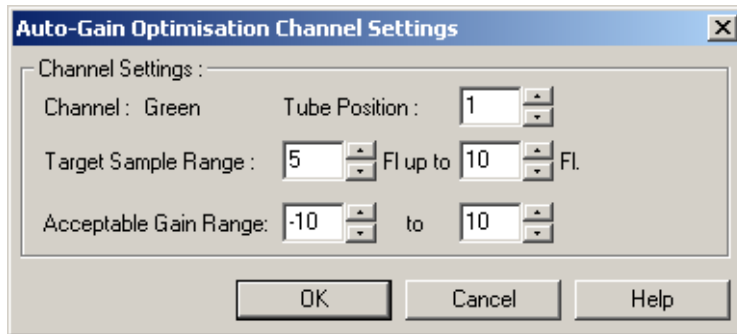 Auto-Gain Optimisation Channel Settings
Channel Settings :
Channel : Green Tube Position : 1
Target Sample Range : 5 Fl up to 10 Fl.
Acceptable Gain Range: -10 to 10
OK Cancel Help